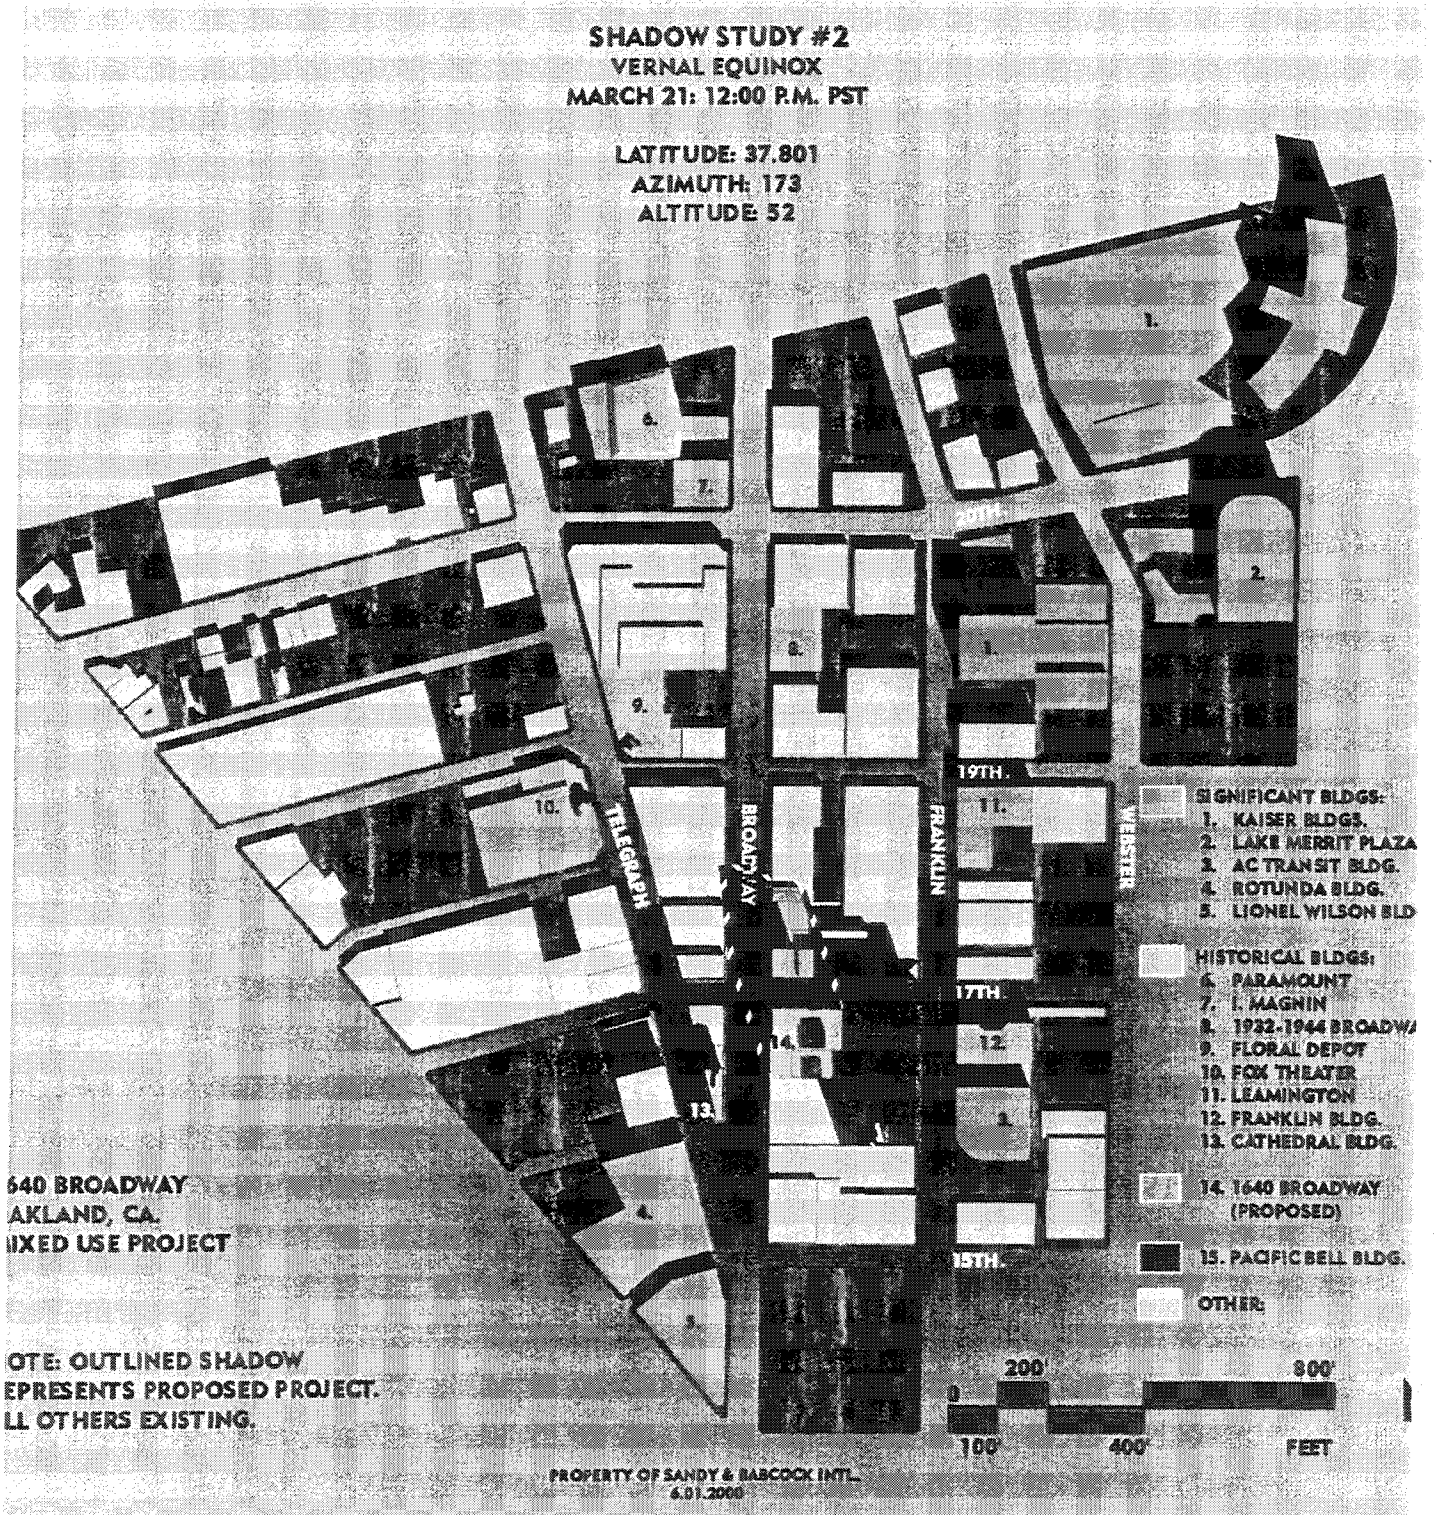 SHADOW STUDY #2
VERNAL EQUINOX
MARCH 21: 12:00 P.M. PST
LATITUDE: 37.801
AZIMUTH: 173
ALTITUDE: 52
1.
6.
7.
20TH.
2.
8.
1.
9.
19TH.
10.
11.
TELEGRAPH
BROADWAY
FRANKLIN
WEBSTER
17TH.
14.
12.
13.
3.
4.
15TH.
5.
SIGNIFICANT BLDGS:
1. KAISER BLDGS.
2. LAKE MERRIT PLAZA
3. AC TRANSIT BLDG.
4. ROTUNDA BLDG.
5. LIONEL WILSON BLD
HISTORICAL BLDGS:
6. PARAMOUNT
7. I. MAGNIN
8. 1932-1944 BROADWA
9. FLORAL DEPOT
10. FOX THEATER
11. LEAMINGTON
12. FRANKLIN BLDG.
13. CATHEDRAL BLDG.
14. 1640 BROADWAY
(PROPOSED)
15. PACIFIC BELL BLDG.
OTHER:
640 BROADWAY
AKLAND, CA.
IXED USE PROJECT
OTE: OUTLINED SHADOW
EPRESENTS PROPOSED PROJECT.
LL OTHERS EXISTING.
0 200' 800'
100' 400' FEET
PROPERTY OF SANDY & BABCOCK INTL.
6.01.2000